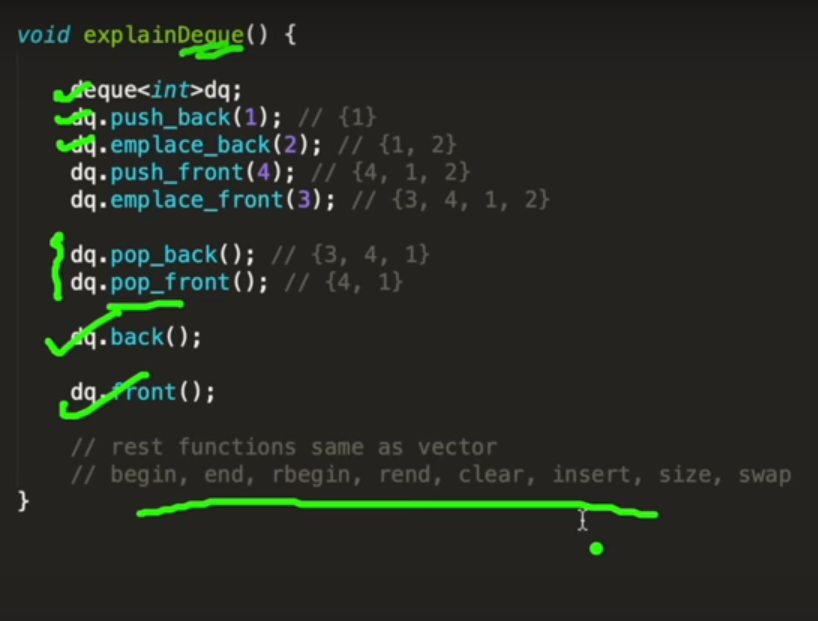 void explainDeque() {
deque<int>dq;
dq.push_back(1); // {1}
dq.emplace_back(2); // {1, 2}
dq.push_front(4); // {4, 1, 2}
dq.emplace_front(3); // {3, 4, 1, 2}
dq.pop_back(); // {3, 4, 1}
dq.pop_front(); // {4, 1}
dq.back();
dq.front();
// rest functions same as vector
// begin, end, rbegin, rend, clear, insert, size, swap
}